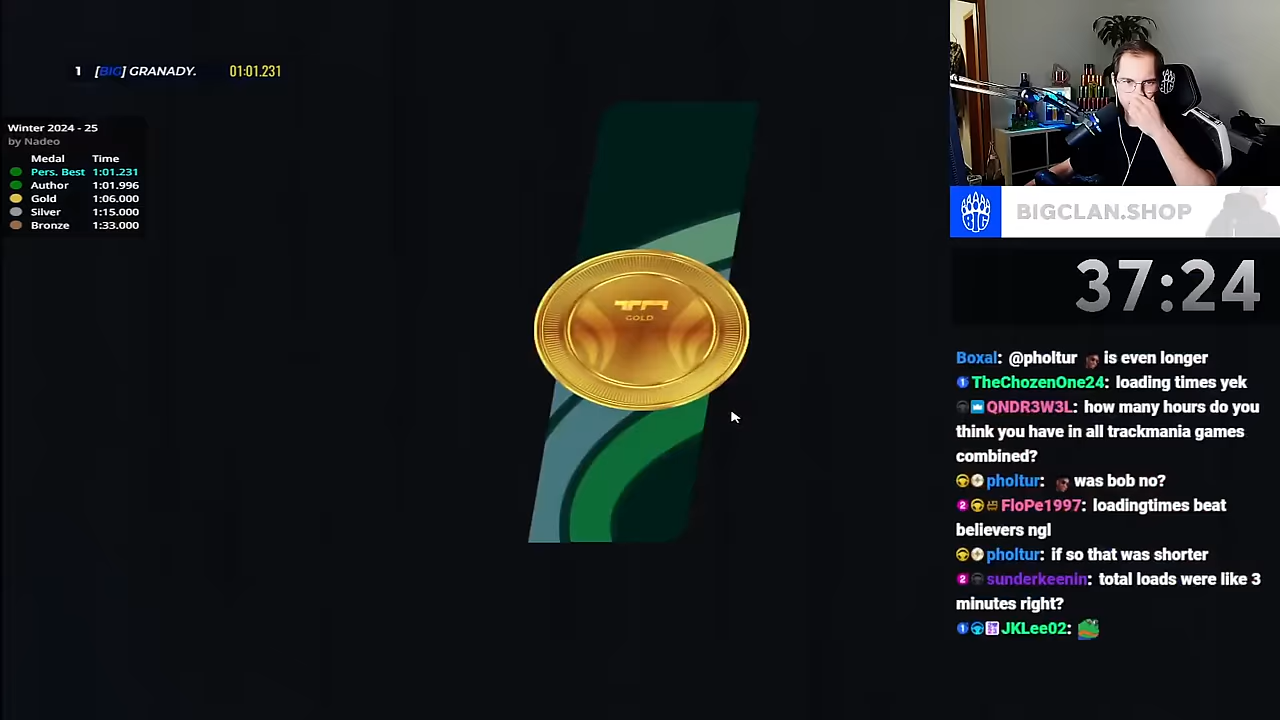 1 [BIG] GRANADY. 01:01.231
Winter 2024 - 25
by Nadeo
Medal Time
Pers. Best 1:01.231
Author 1:01.996
Gold 1:06.000
Silver 1:15.000
Bronze 1:33.000
GOLD
BIG
BIGCLAN.SHOP
37:24
Boxal: @pholtur is even longer
TheChozenOne24: loading times yek
QNDR3W3L: how many hours do you
think you have in all trackmania games
combined?
pholtur: was bob no?
FloPe1997: loadingtimes beat
believers ngl
pholtur: if so that was shorter
sunderkeenin: total loads were like 3
minutes right?
JKLee02: